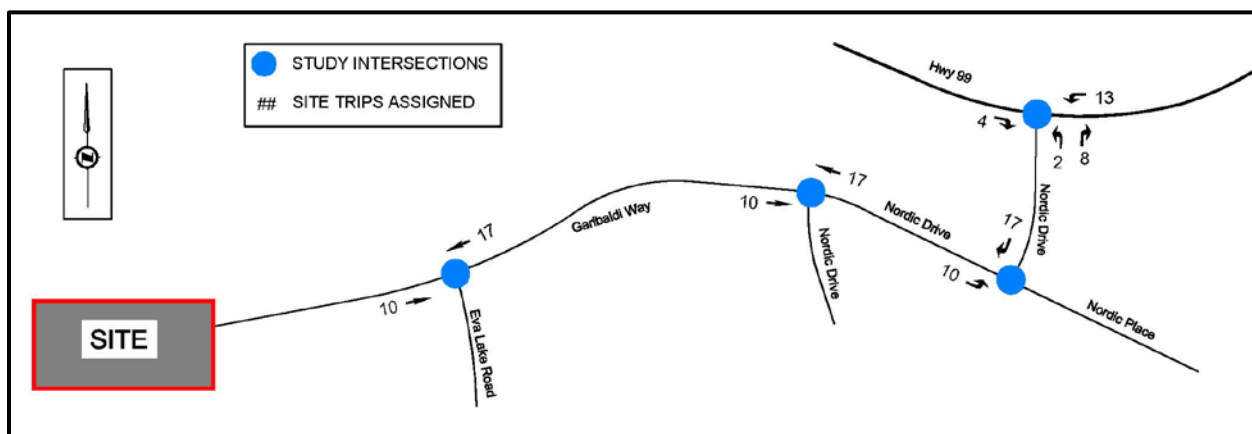 STUDY INTERSECTIONS
## SITE TRIPS ASSIGNED
Hwy 99
13
4
2
8
17
10
Nordic Drive
Nordic Drive
Garibaldi Way
Nordic Drive
17
10
17
10
Nordic Place
SITE
Eva Lake Road